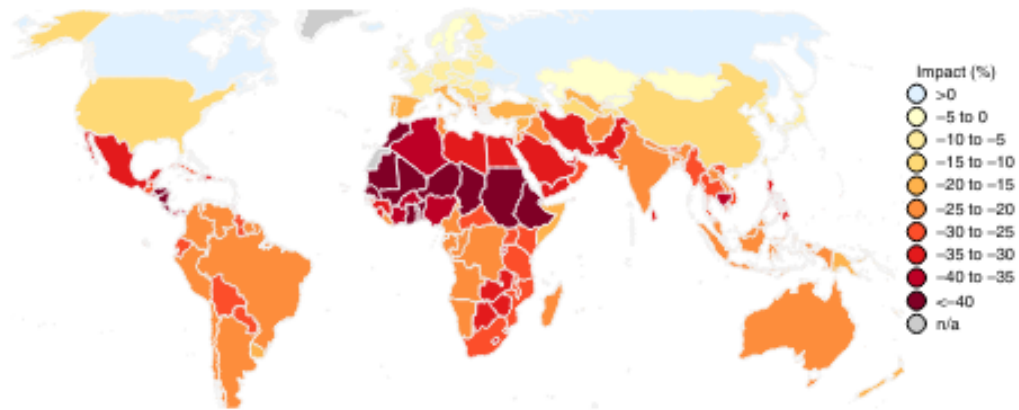 Impact (%)
>0
−5 to 0
−10 to −5
−15 to −10
−20 to −15
−25 to −20
−30 to −25
−35 to −30
−40 to −35
<−40
n/a